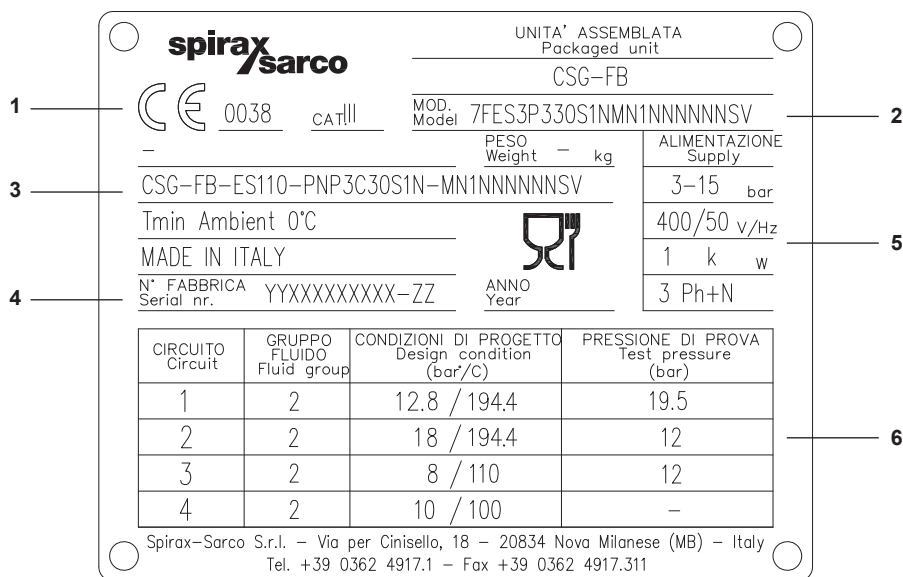 spirax
sarco
UNITA' ASSEMBLATA
Packaged unit
CSG-FB
1
CE 0038 CAT.III
MOD.
Model 7FES3P330S1NMN1NNNNNNSV
2
–
PESO
Weight – kg
ALIMENTAZIONE
Supply
3
CSG-FB-ES110-PNP3C30S1N-MN1NNNNNNSV
3-15 bar
Tmin Ambient 0°C
400/50 V/Hz
5
MADE IN ITALY
1 k W
4
N° FABBRICA
Serial nr. YYXXXXXXXXX-ZZ
ANNO
Year
3 Ph+N
CIRCUITO
Circuit
GRUPPO
FLUIDO
Fluid group
CONDIZIONI DI PROGETTO
Design condition
(bar°/C)
PRESSIONE DI PROVA
Test pressure
(bar)
1 2 12.8 / 194.4 19.5
2 2 18 / 194.4 12
6
3 2 8 / 110 12
4 2 10 / 100 –
Spirax-Sarco S.r.l. – Via per Cinisello, 18 – 20834 Nova Milanese (MB) – Italy
Tel. +39 0362 4917.1 – Fax +39 0362 4917.311